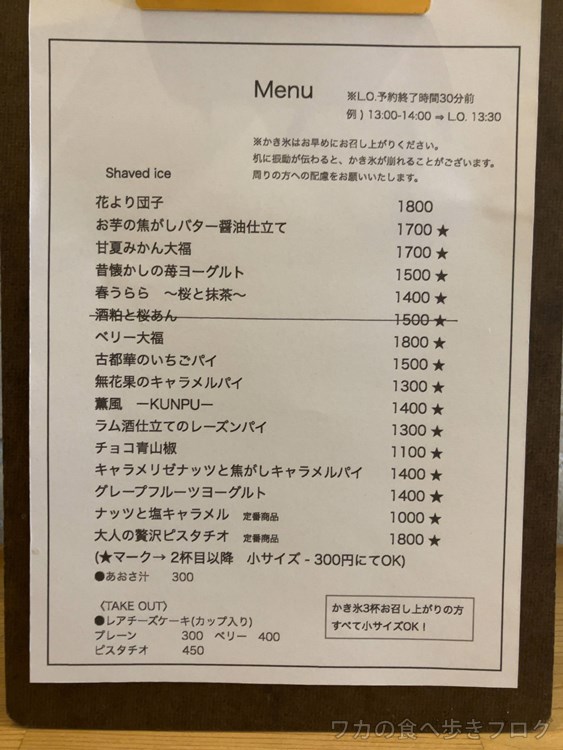 Menu
※L.O.予約終了時間30分前
例）13:00-14:00 ⇒ L.O. 13:30
※かき氷はお早めにお召し上がりください。
机に振動が伝わると、かき氷が崩れることがございます。
周りの方への配慮をお願いいたします。
Shaved ice
花より団子 1800
お芋の焦がしバター醤油仕立て 1700 ★
甘夏みかん大福 1700 ★
昔懐かしの苺ヨーグルト 1500 ★
春うらら ～桜と抹茶～ 1400 ★
酒粕と桜あん 1500 ★
ベリー大福 1800 ★
古都華のいちごパイ 1500 ★
無花果のキャラメルパイ 1300 ★
薫風 ーKUNPUー 1400 ★
ラム酒仕立てのレーズンパイ 1300 ★
チョコ青山椒 1100 ★
キャラメリゼナッツと焦がしキャラメルパイ 1400 ★
グレープフルーツヨーグルト 1400 ★
ナッツと塩キャラメル 定番商品 1000 ★
大人の贅沢ピスタチオ 定番商品 1800 ★
(★マーク→ 2杯目以降 小サイズ - 300円にてOK)
●あおさ汁 300
〈TAKE OUT〉
●レアチーズケーキ(カップ入り)
プレーン 300 ベリー 400
ピスタチオ 450
かき氷3杯お召し上がりの方
すべて小サイズOK！
ワカの食べ歩きブログ